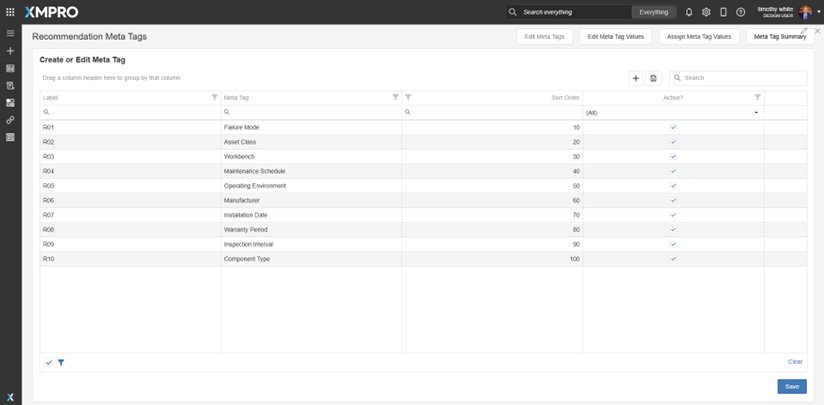 XMPRO
Search everything
Everything
timothy white
DESIGN USER
Recommendation Meta Tags
Edit Meta Tags
Edit Meta Tag Values
Assign Meta Tag Values
Meta Tag Summary
Create or Edit Meta Tag
Drag a column header here to group by that column
Search
Label Meta Tag Sort Order Active?
(All)
R01 Failure Mode 10
R02 Asset Class 20
R03 Workbench 30
R04 Maintenance Schedule 40
R05 Operating Environment 50
R06 Manufacturer 60
R07 Installation Date 70
R08 Warranty Period 80
R09 Inspection Interval 90
R10 Component Type 100
Clear
Save